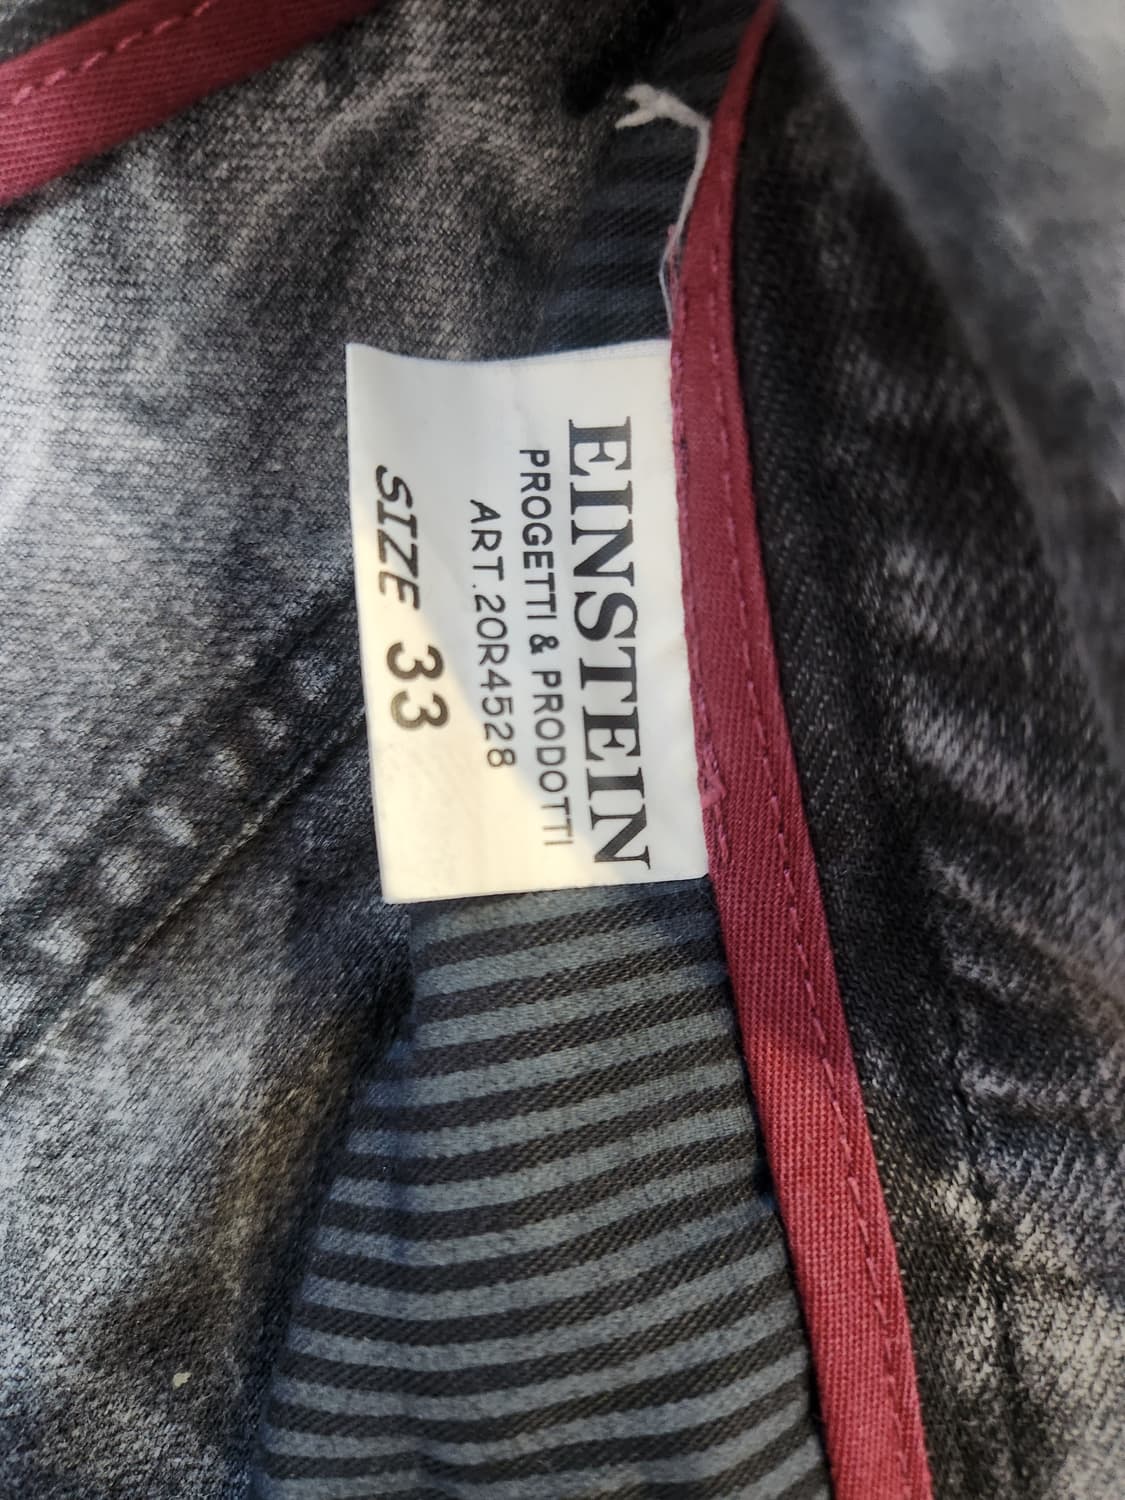 EINSTEIN
PROGETTI & PRODOTTI
ART.20R4528
SIZE 33